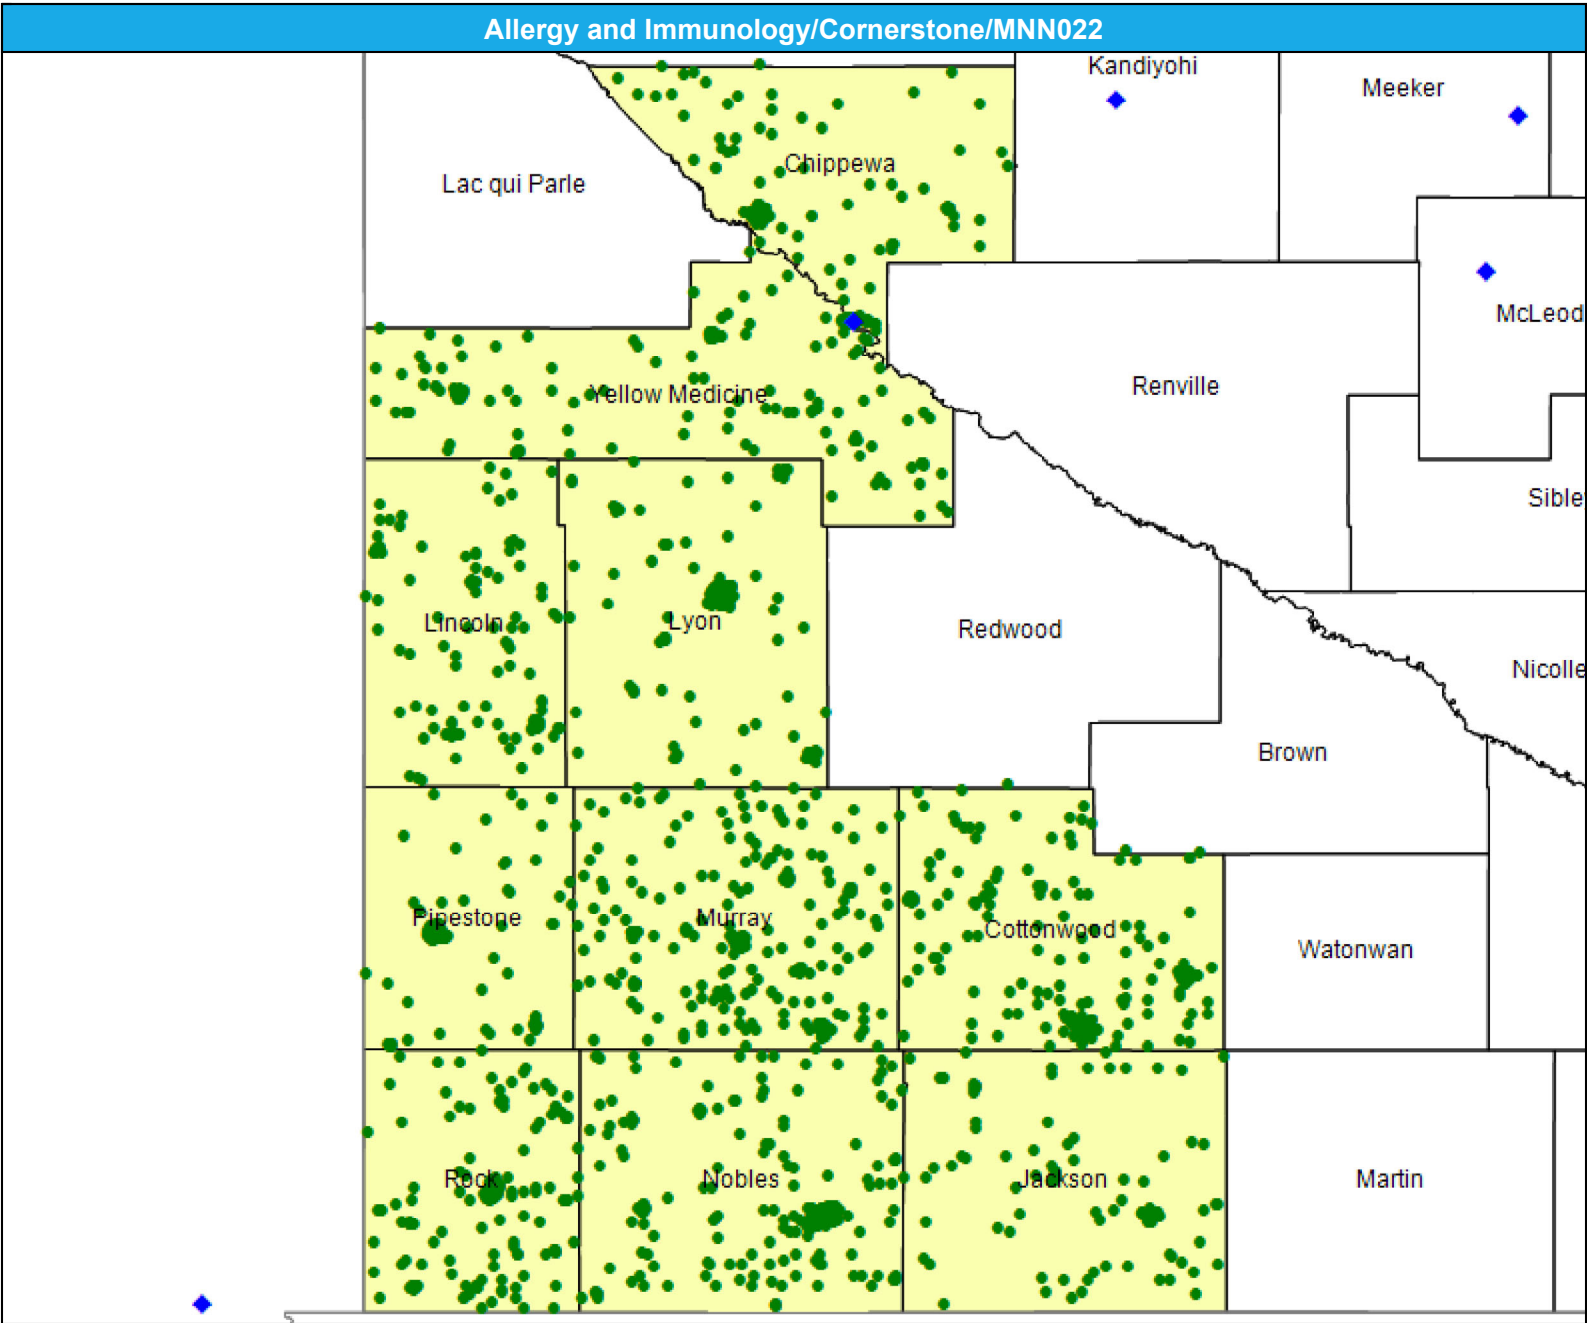 Allergy and Immunology/Cornerstone/MNN022
Kandiyohi
Meeker
Chippewa
Lac qui Parle
McLeod
Renville
Yellow Medicine
Sible
Lincoln
Lyon
Redwood
Nicolle
Brown
Pipestone
Murray
Cottonwood
Watonwan
Rock
Nobles
Jackson
Martin